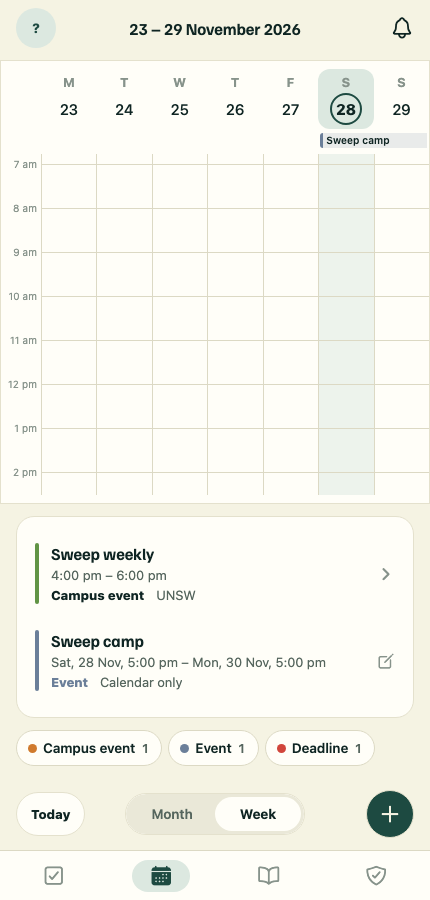 ?
23 – 29 November 2026
M T W T F S S
23 24 25 26 27 28 29
Sweep camp
7 am
8 am
9 am
10 am
11 am
12 pm
1 pm
2 pm
Sweep weekly
4:00 pm – 6:00 pm
Campus event UNSW
Sweep camp
Sat, 28 Nov, 5:00 pm – Mon, 30 Nov, 5:00 pm
Event Calendar only
Campus event 1 Event 1 Deadline 1
Today Month Week